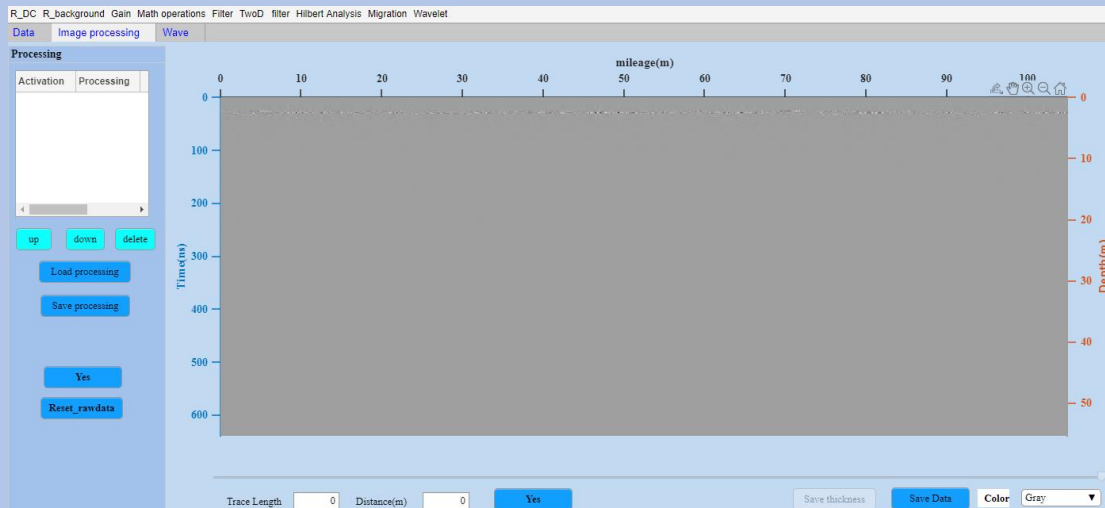 R_DC R_background Gain Math operations Filter TwoD filter Hilbert Analysis Migration Wavelet
Data Image processing Wave
Processing
Activation Processing
up down delete
Load processing
Save processing
Yes
Reset_rawdata
mileage(m)
0 10 20 30 40 50 60 70 80 90 100
Time(ns)
0
100
200
300
400
500
600
0
10
20
30
40
50
Depth(m)
Trace Length 0 Distance(m) 0 Yes Save thickness Save Data Color Gray